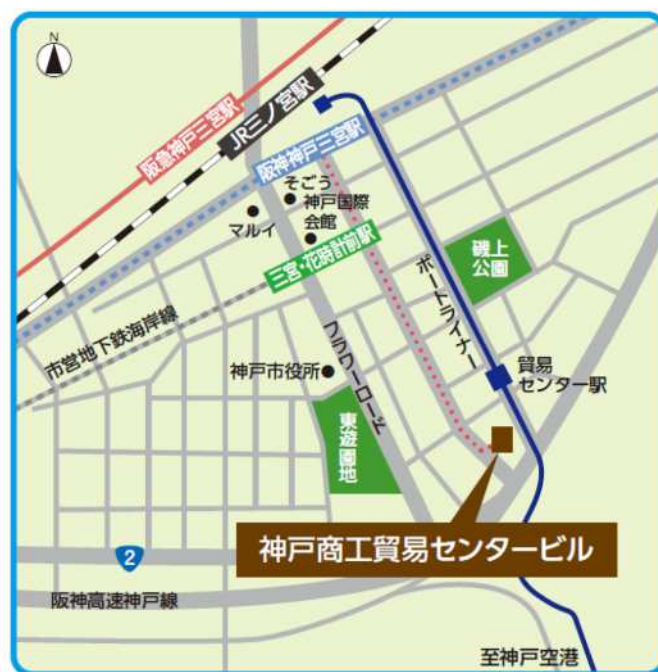 N
阪急神戸三宮駅
JR三ノ宮駅
阪神神戸三宮駅
そごう
マルイ
神戸国際
会館
三宮・花時計前駅
磯上
公園
ポートライナー
市営地下鉄海岸線
フラワーロード
神戸市役所
貿易
センター駅
東遊園地
神戸商工貿易センタービル
2
阪神高速神戸線
至神戸空港